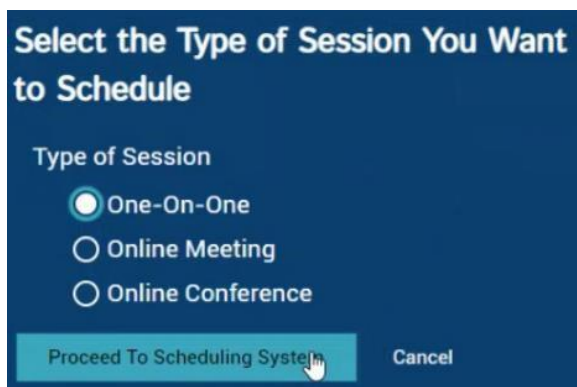 Select the Type of Session You Want
to Schedule
Type of Session
One-On-One
Online Meeting
Online Conference
Proceed To Scheduling System
Cancel